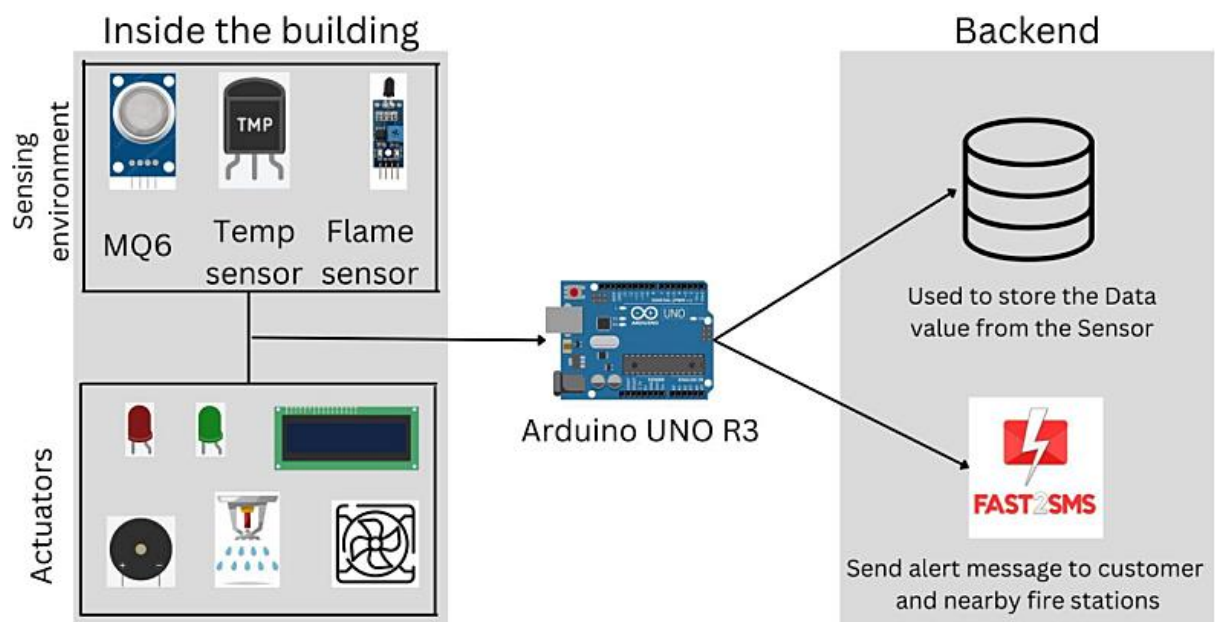 Inside the building
Backend
Sensing
environment
TMP
MQ6
Temp
sensor
Flame
sensor
UNO
ARDUINO
Arduino UNO R3
Used to store the Data
value from the Sensor
Actuators
FAST2SMS
Send alert message to customer
and nearby fire stations